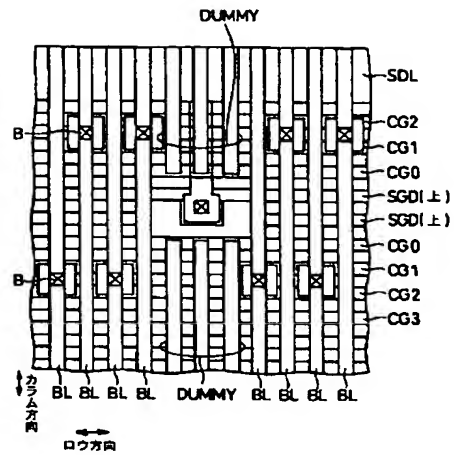 DUMMY
SDL
CG2
B
CG1
CG0
SGD(上)
SGD(上)
CG0
CG1
B
CG2
CG3
カラム方向
BL BL BL BL DUMMY BL BL BL BL
ロウ方向